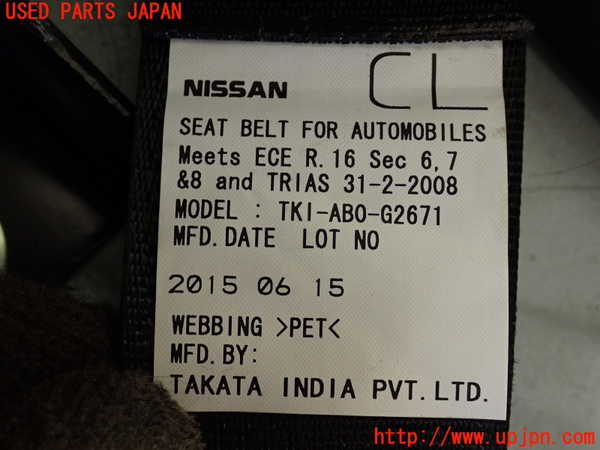 USED PARTS JAPAN
NISSAN CL
SEAT BELT FOR AUTOMOBILES
Meets ECE R.16 Sec 6,7
&8 and TRIAS 31-2-2008
MODEL : TKI-AB0-G2671
MFD.DATE LOT NO
2015 06 15
WEBBING >PET<
MFD.BY:
TAKATA INDIA PVT.LTD.
http://www.upjpn.com/